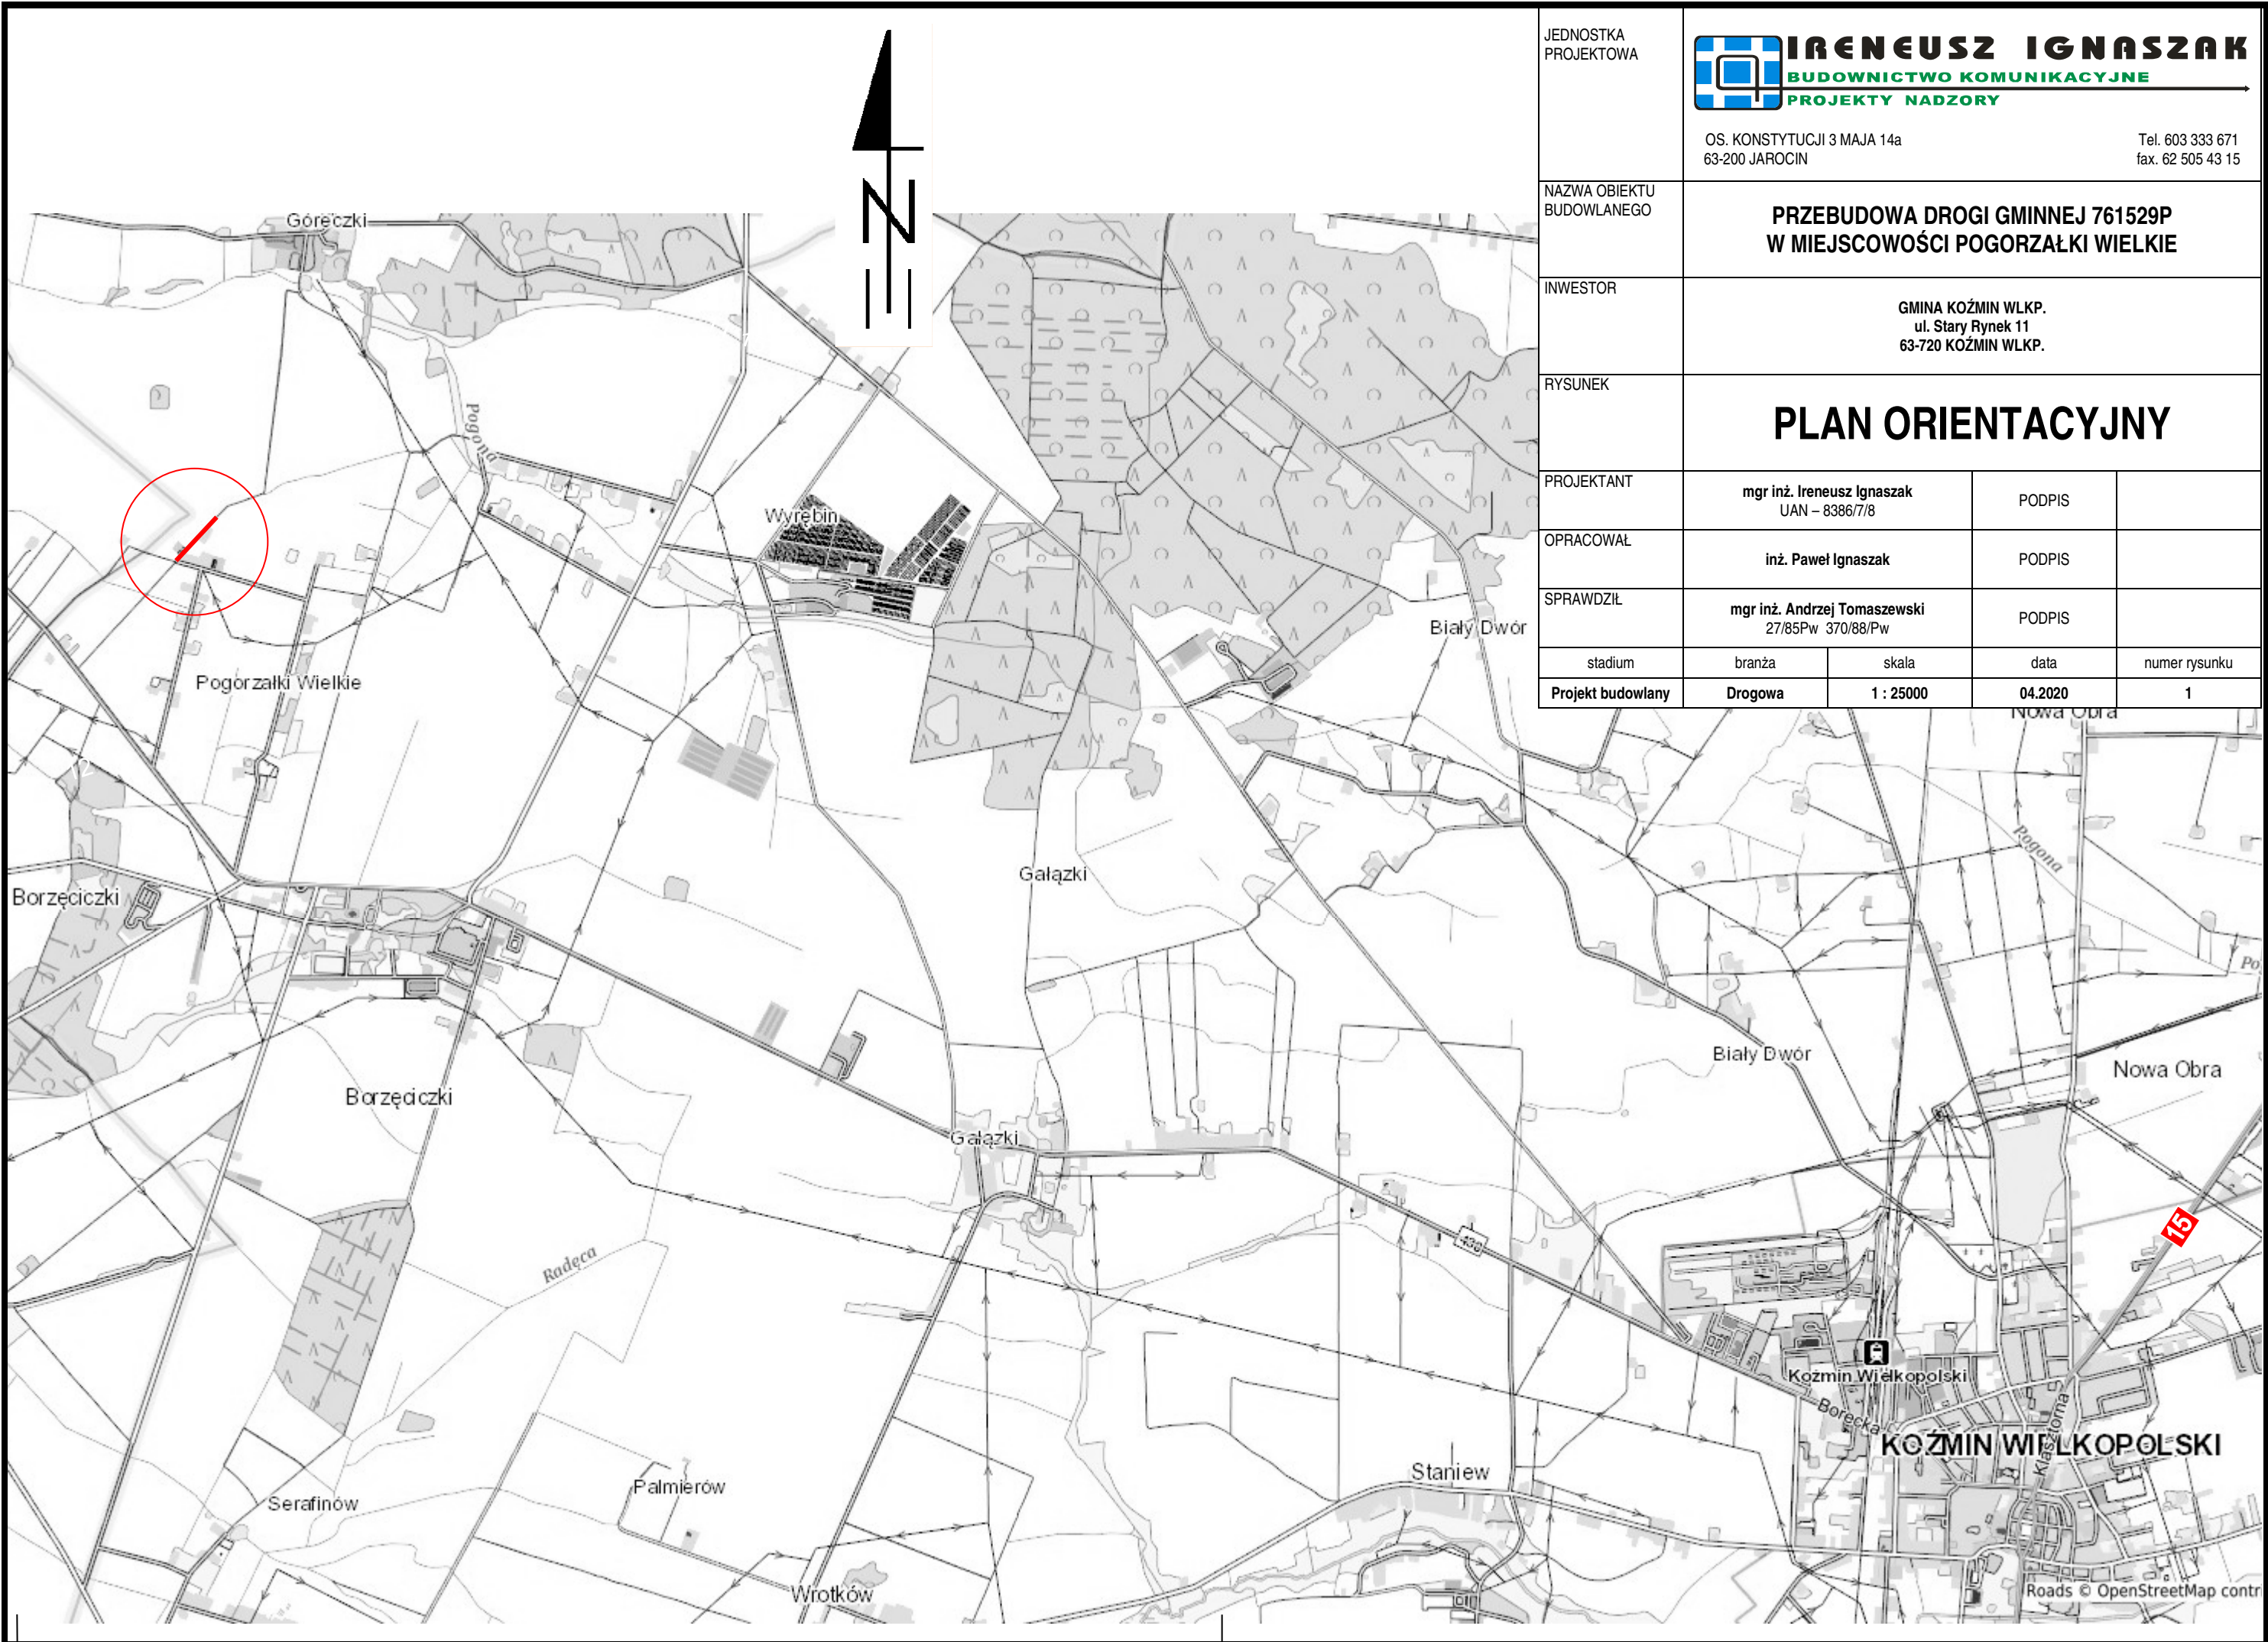 JEDNOSTKA
PROJEKTOWA
IRENEUSZ IGNASZAK
BUDOWNICTWO KOMUNIKACYJNE
PROJEKTY NADZORY
OS. KONSTYTUCJI 3 MAJA 14a
63-200 JAROCIN
Tel. 603 333 671
fax. 62 505 43 15
NAZWA OBIEKTU
BUDOWLANEGO
PRZEBUDOWA DROGI GMINNEJ 761529P
W MIEJSCOWOŚCI POGORZAŁKI WIELKIE
INWESTOR
GMINA KOŹMIN WLKP.
ul. Stary Rynek 11
63-720 KOŹMIN WLKP.
RYSUNEK
PLAN ORIENTACYJNY
PROJEKTANT
mgr inż. Ireneusz Ignaszak
UAN – 8386/7/8
PODPIS
OPRACOWAŁ
inż. Paweł Ignaszak
PODPIS
SPRAWDZIŁ
mgr inż. Andrzej Tomaszewski
27/85Pw 370/88/Pw
PODPIS
stadium branża skala data numer rysunku
Projekt budowlany Drogowa 1 : 25000 04.2020 1
N
Góreczki
Pogona
Wyrębin
Biały Dwór
Pogorzałki Wielkie
Nowa Obra
Pogona
Gałązki
Borzęciczki
Po
Biały Dwór
Nowa Obra
Borzęciczki
Gałązki
15
438
Radęca
Koźmin Wielkopolski
Borecka
Klasztorna
KOŹMIN WIELKOPOLSKI
Staniew
Palmierów
Serafinów
Wrotków
Roads © OpenStreetMap contr